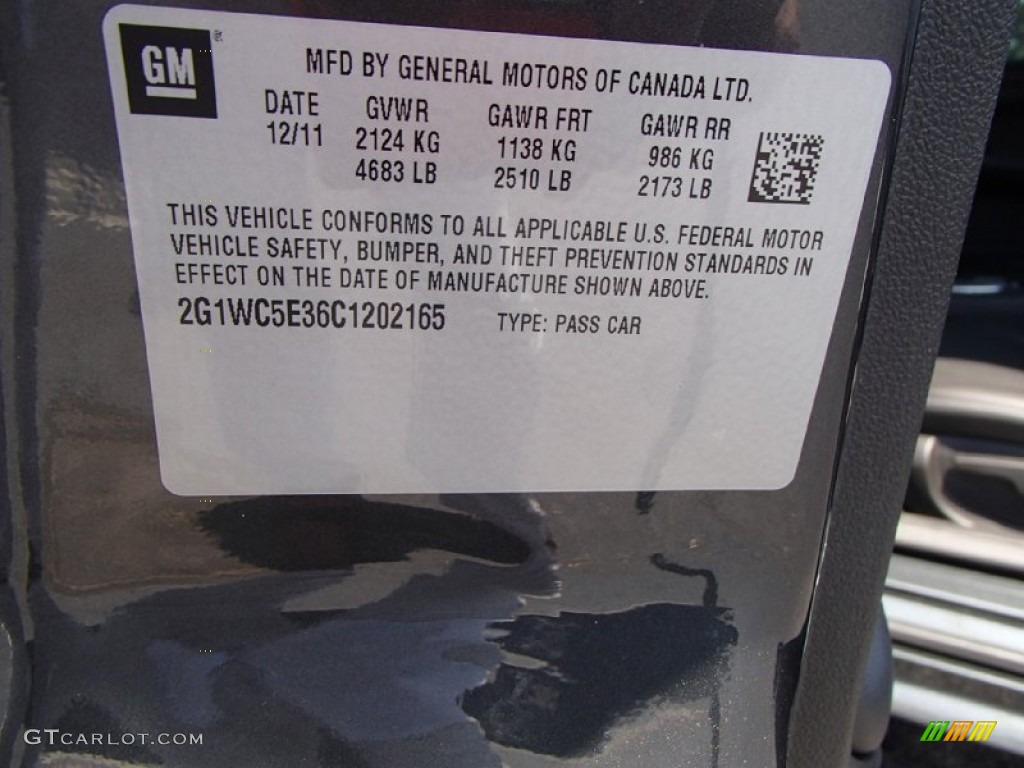 GM
MFD BY GENERAL MOTORS OF CANADA LTD.
DATE GVWR GAWR FRT GAWR RR
12/11 2124 KG 1138 KG 986 KG
4683 LB 2510 LB 2173 LB
THIS VEHICLE CONFORMS TO ALL APPLICABLE U.S. FEDERAL MOTOR
VEHICLE SAFETY, BUMPER, AND THEFT PREVENTION STANDARDS IN
EFFECT ON THE DATE OF MANUFACTURE SHOWN ABOVE.
2G1WC5E36C1202165 TYPE: PASS CAR
GTCARLOT.COM